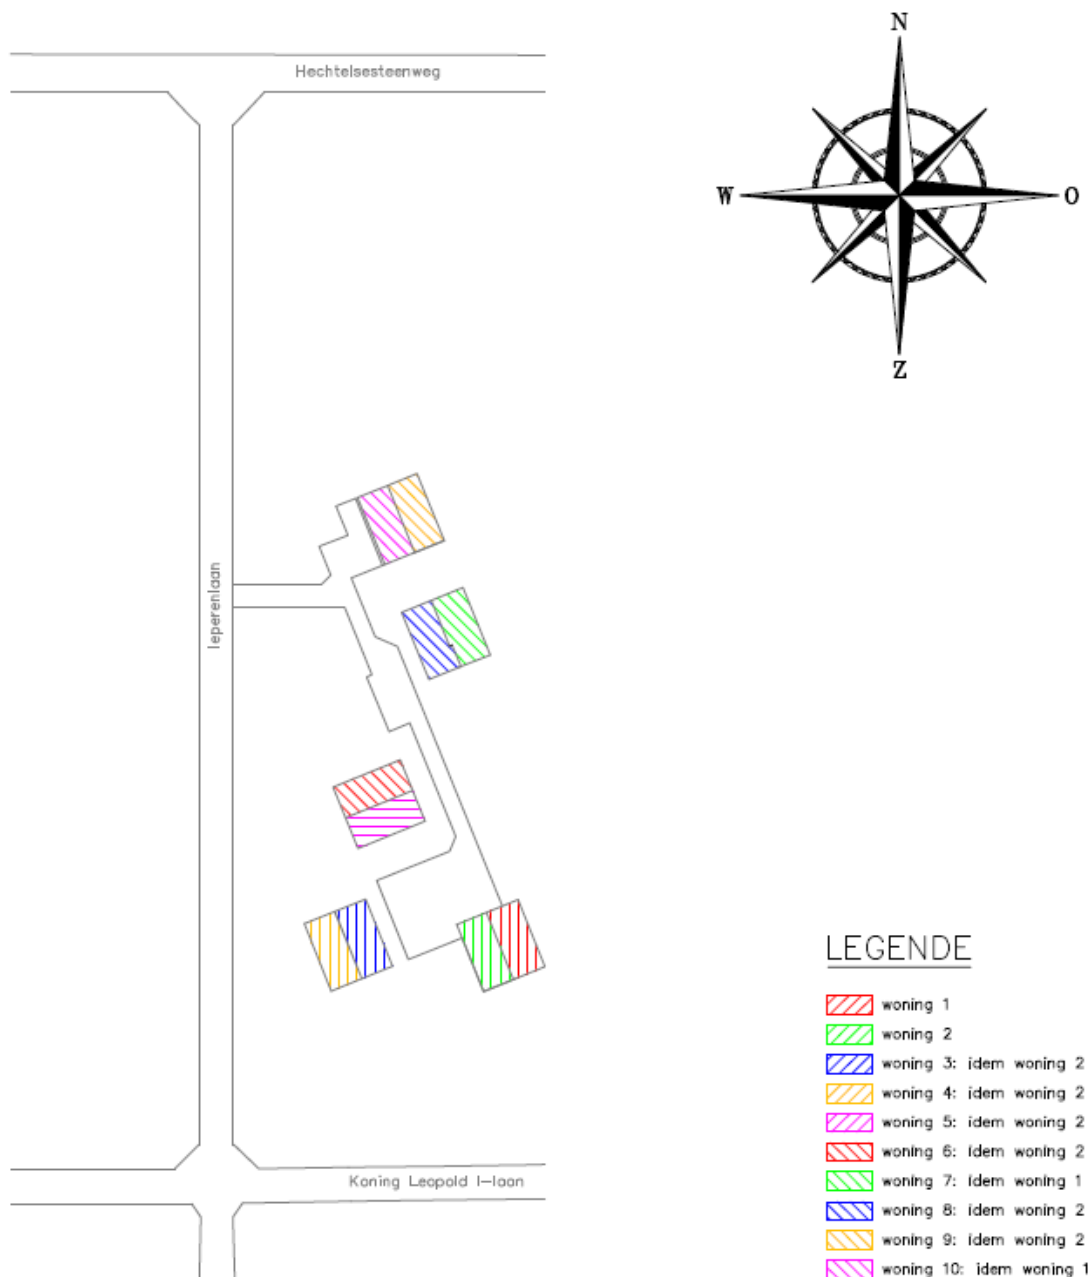 N
Hechtelsesteenweg
W
O
Z
Ieperenlaan
LEGENDE
woning 1
woning 2
woning 3: idem woning 2
woning 4: idem woning 2
woning 5: idem woning 2
woning 6: idem woning 2
woning 7: idem woning 1
woning 8: idem woning 2
woning 9: idem woning 2
woning 10: idem woning 1
Koning Leopold I-laan